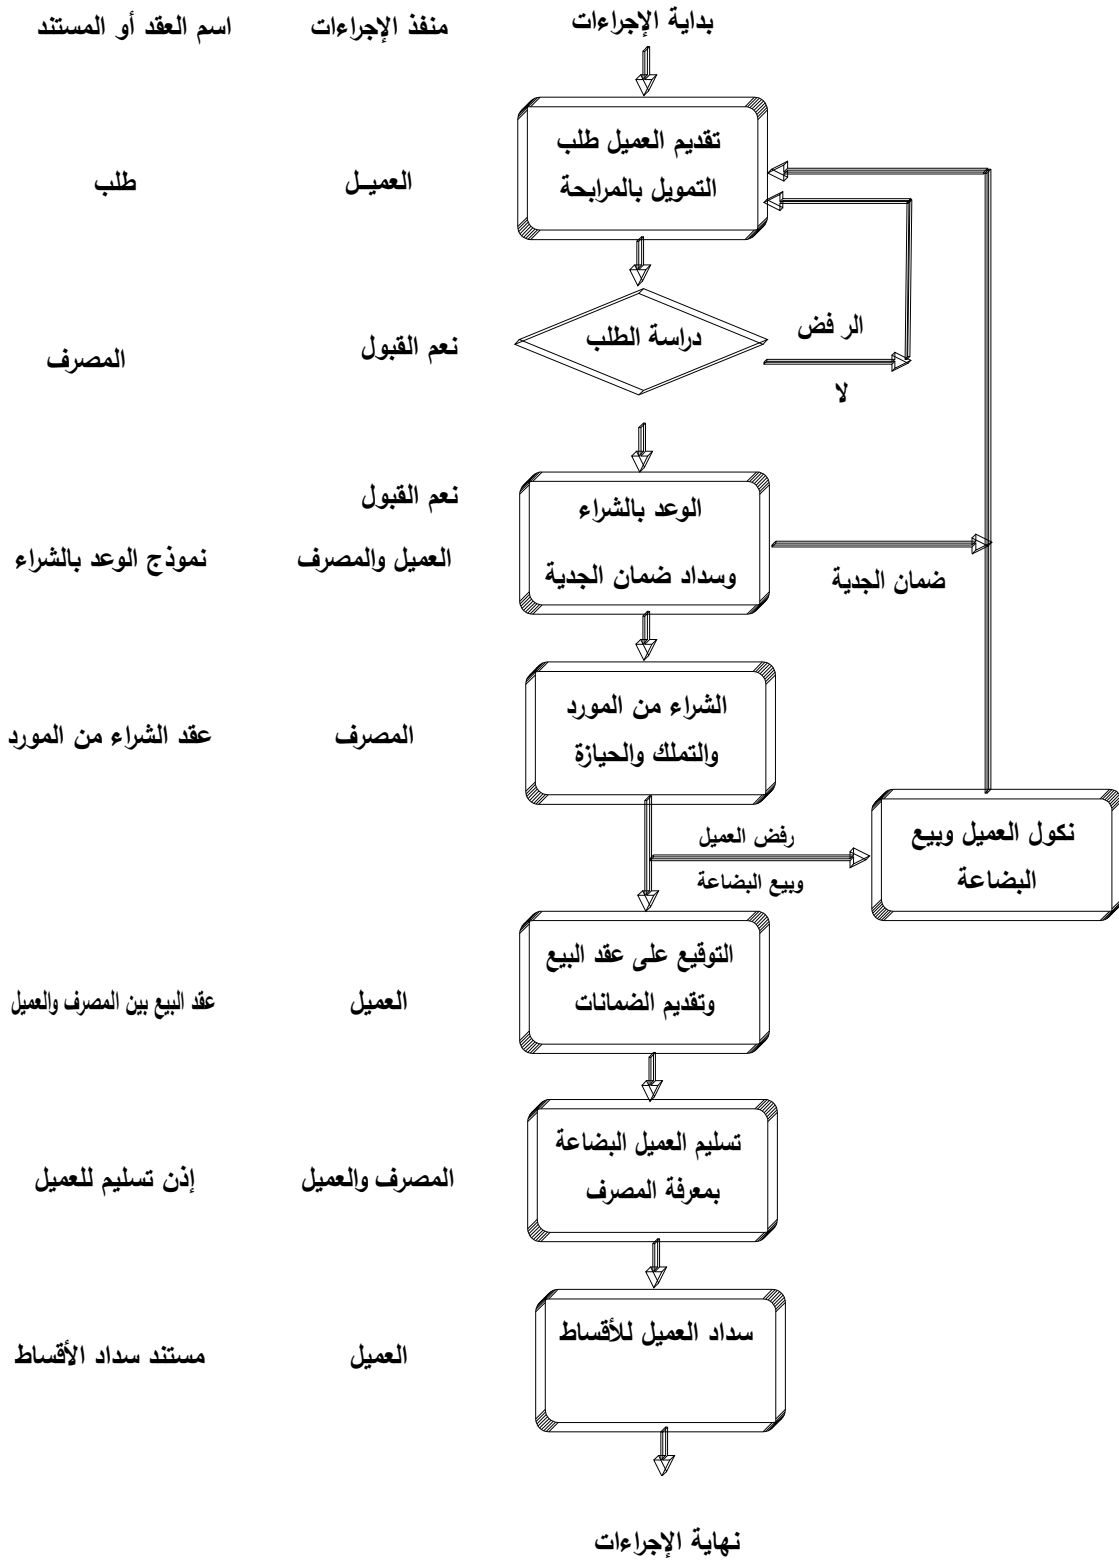 بداية الإجراءات
منفذ الإجراءات
اسم العقد أو المستند
تقديم العميل طلب
التمويل بالمرابحة
العميــل
طلب
دراسة الطلب
الر فض
لا
نعم القبول
المصرف
نعم القبول
الوعد بالشراء
وسداد ضمان الجدية
العميل والمصرف
نموذج الوعد بالشراء
ضمان الجدية
الشراء من المورد
والتملك والحيازة
المصرف
عقد الشراء من المورد
رفض العميل
وبيع البضاعة
نكول العميل وبيع
البضاعة
التوقيع على عقد البيع
وتقديم الضمانات
العميل
عقد البيع بين المصرف والعميل
تسليم العميل البضاعة
بمعرفة المصرف
المصرف والعميل
إذن تسليم للعميل
سداد العميل للأقساط
العميل
مستند سداد الأقساط
نهاية الإجراءات